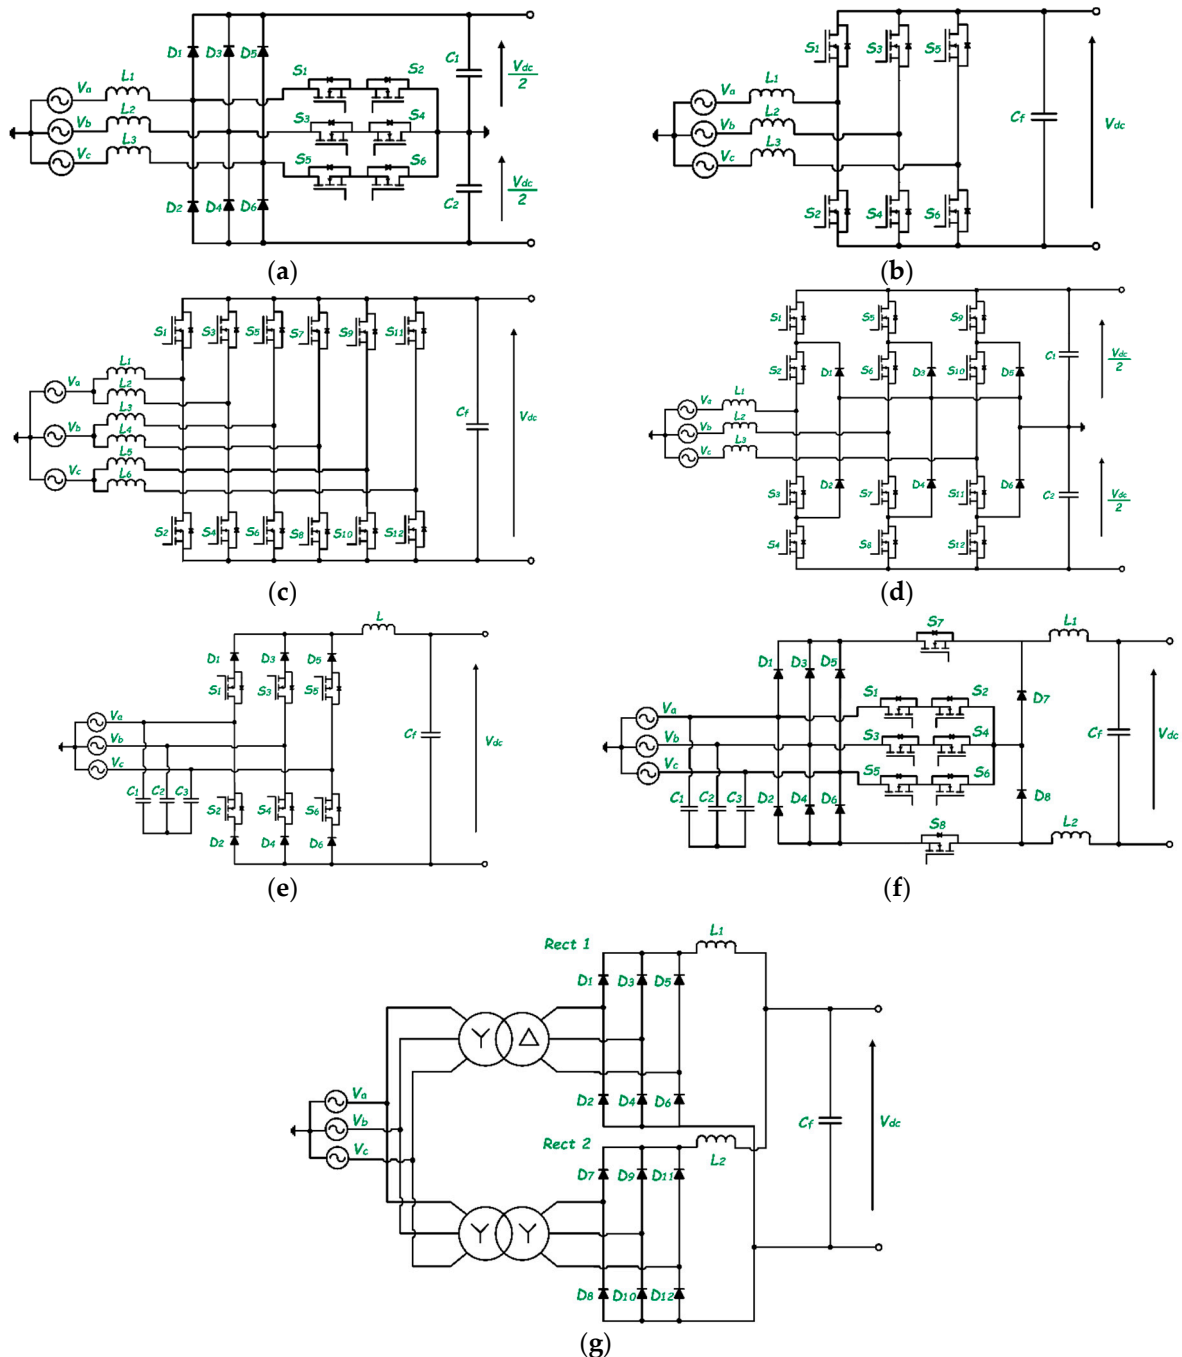 D1 D3 D5
S1 S2
C1
Vdc/2
Va L1
Vb L2
S3 S4
Vc L3
S5 S6
D2 D4 D6
C2
Vdc/2
(a)
S1 S3 S5
Va L1
Vb L2
Vc L3
Cf
Vdc
S2 S4 S6
(b)
S1 S3 S5 S7 S9 S11
L1
Va L2
L3
Vb L4
L5
Vc L6
Cf
Vdc
S2 S4 S6 S8 S10 S12
(c)
S1 S5 S9
S2 D1 S6 D3 S10 D5
C1
Vdc/2
Va L1
Vb L2
Vc L3
S3 D2 S7 D4 S11 D6
C2
Vdc/2
S4 S8 S12
(d)
L
D1 D3 D5
S1 S3 S5
Va
Vb
Vc
Cf
Vdc
C1 C2 C3
S2 S4 S6
D2 D4 D6
(e)
S7
L1
D1 D3 D5
S1 S2
D7
Va
Vb
S3 S4
Vc
S5 S6
Cf
Vdc
C1 C2 C3
D2 D4 D6
D8
S8
L2
(f)
Rect 1
L1
D1 D3 D5
D2 D4 D6
Va
Vb
Vc
Rect 2
L2
Cf
Vdc
D7 D9 D11
D8 D10 D12
(g)